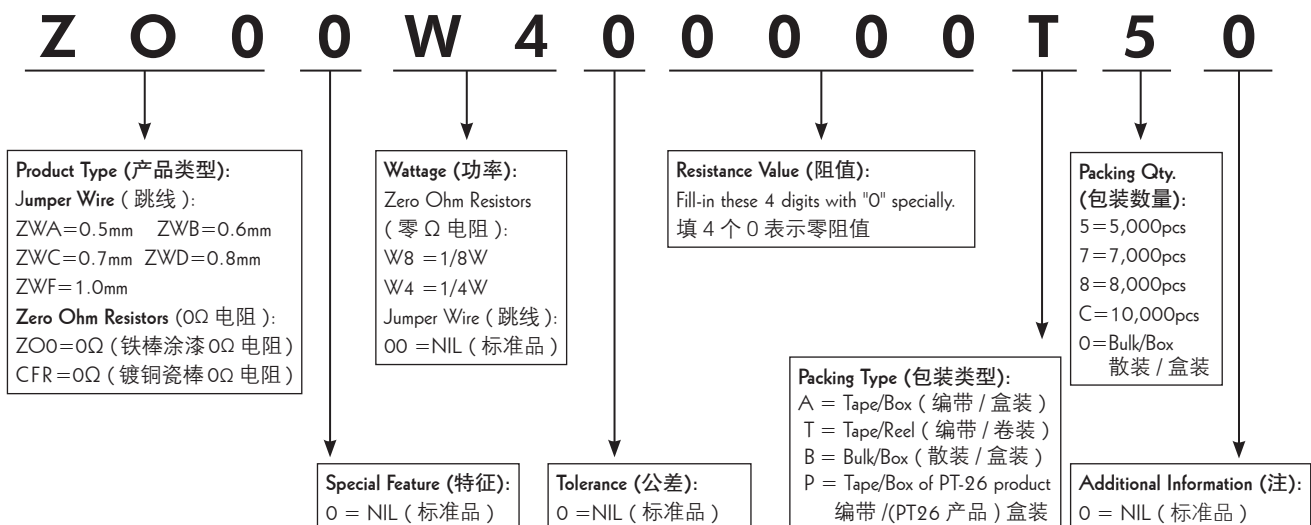 Z O 0 0 W 4 0 0 0 0 0 T 5 0
Product Type (产品类型):
Jumper Wire ( 跳线 ):
ZWA=0.5mm ZWB=0.6mm
ZWC=0.7mm ZWD=0.8mm
ZWF=1.0mm
Zero Ohm Resistors (0Ω 电阻 ):
ZO0=0Ω ( 铁棒涂漆 0Ω 电阻 )
CFR=0Ω ( 镀铜瓷棒 0Ω 电阻 )
Wattage (功率):
Zero Ohm Resistors
( 零 Ω 电阻 ):
W8 =1/8W
W4 =1/4W
Jumper Wire ( 跳线 ):
00 =NIL ( 标准品 )
Resistance Value (阻值):
Fill-in these 4 digits with "0" specially.
填 4 个 0 表示零阻值
Packing Qty.
(包装数量):
5=5,000pcs
7=7,000pcs
8=8,000pcs
C=10,000pcs
0=Bulk/Box
散装 / 盒装
Special Feature (特征):
0 = NIL ( 标准品 )
Tolerance (公差):
0 =NIL ( 标准品 )
Packing Type (包装类型):
A = Tape/Box ( 编带 / 盒装 )
T = Tape/Reel ( 编带 / 卷装 )
B = Bulk/Box ( 散装 / 盒装 )
P = Tape/Box of PT-26 product
编带 /(PT26 产品 ) 盒装
Additional Information (注):
0 = NIL ( 标准品 )